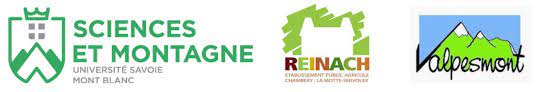 SCIENCES
ET MONTAGNE
UNIVERSITÉ SAVOIE
MONT BLANC
REINACH
ETABLISSEMENT PUBLIC AGRICOLE
CHAMBERY - LA MOTTE-SERVOLEX
Valpesmont